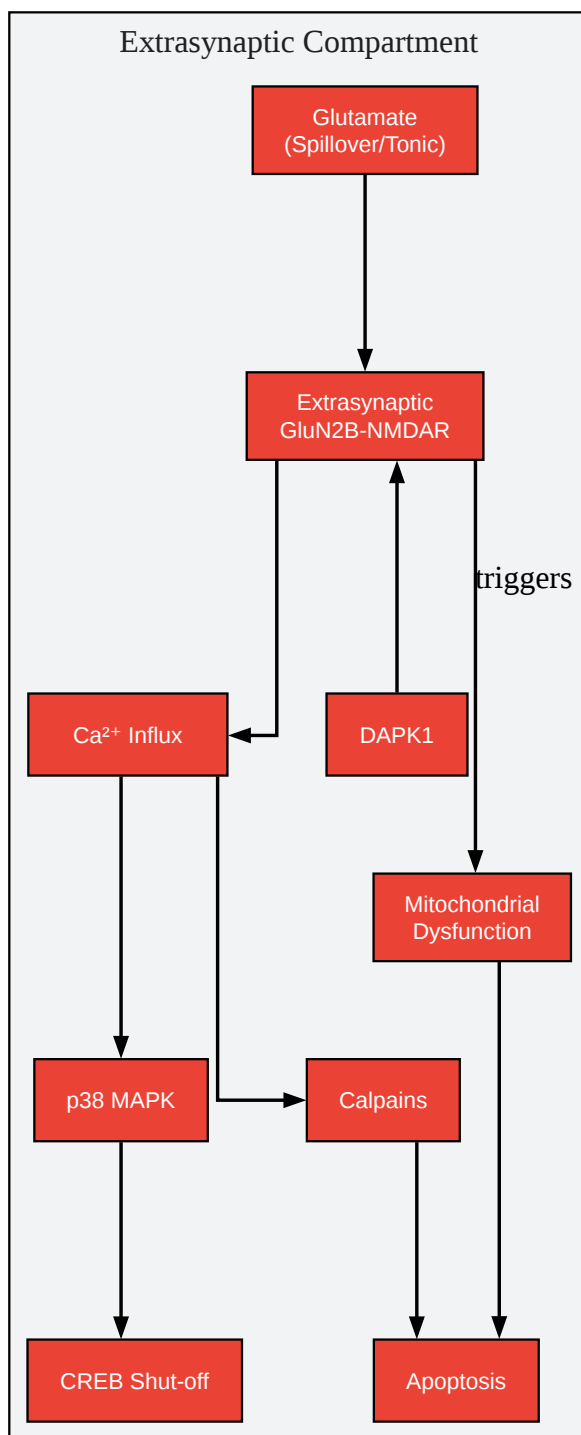 Extrasynaptic Compartment
Glutamate
(Spillover/Tonic)
Extrasynaptic
GluN2B-NMDAR
triggers
Ca²⁺ Influx
DAPK1
Mitochondrial
Dysfunction
p38 MAPK
Calpains
CREB Shut-off
Apoptosis